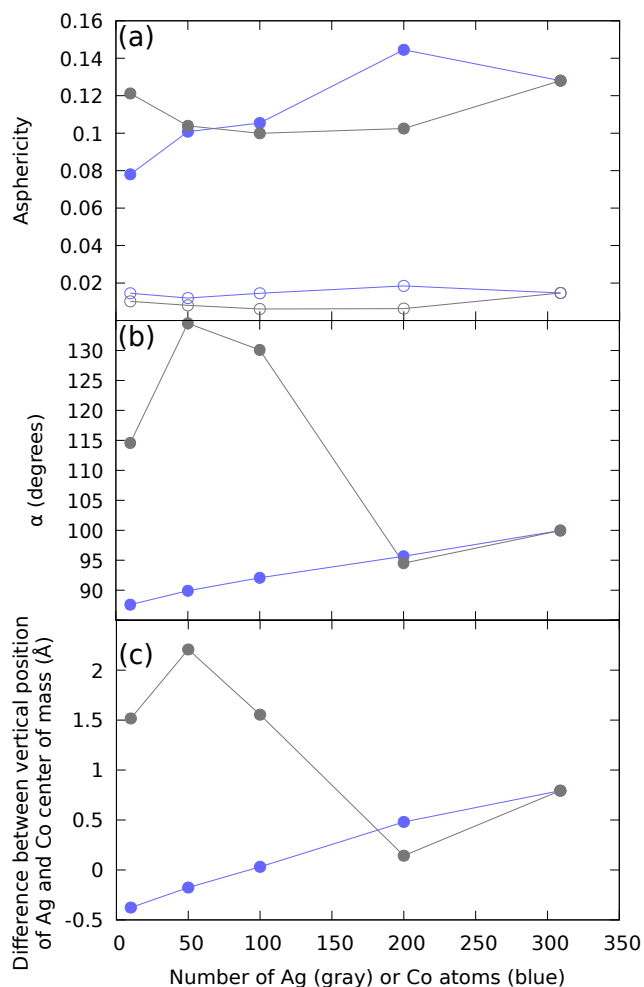 (a)
Asphericity
0.16
0.14
0.12
0.1
0.08
0.06
0.04
0.02
(b)
α (degrees)
130
125
120
115
110
105
100
95
90
(c)
Difference between vertical position
of Ag and Co center of mass (Å)
2
1.5
1
0.5
0
-0.5
0 50 100 150 200 250 300 350
Number of Ag (gray) or Co atoms (blue)